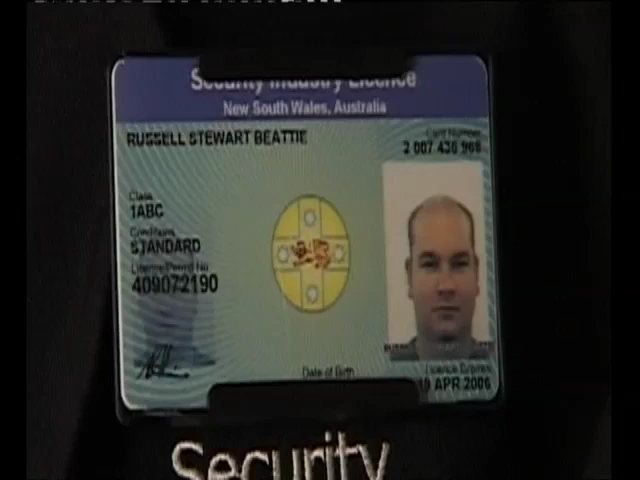 Security Industry Licence
New South Wales, Australia
RUSSELL STEWART BEATTIE
Card Number
2 007 436 968
Class
1ABC
Conditions
STANDARD
Licence/Permit No
409072190
Date of Birth
Licence Expires
19 APR 2006
Security